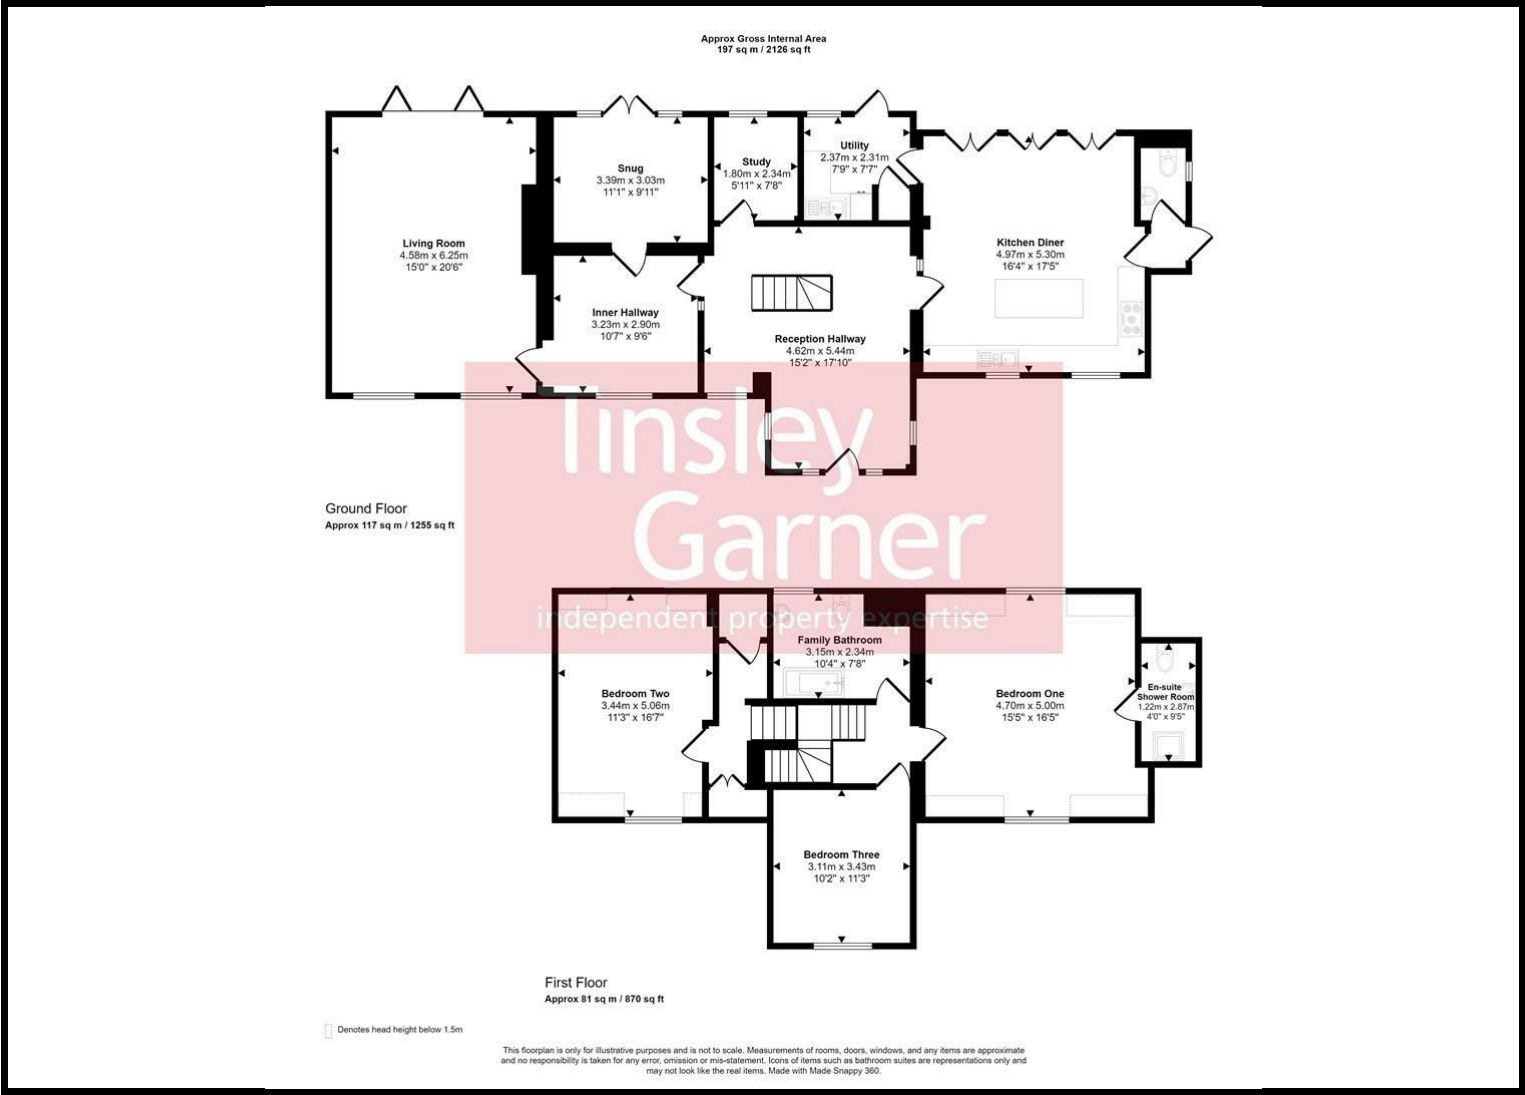 Approx Gross Internal Area
197 sq m / 2126 sq ft
Living Room
4.58m x 6.25m
15'0" x 20'6"
Snug
3.39m x 3.03m
11'1" x 9'11"
Study
1.80m x 2.34m
5'11" x 7'8"
Utility
2.37m x 2.31m
7'9" x 7'7"
Kitchen Diner
4.97m x 5.30m
16'4" x 17'5"
Inner Hallway
3.23m x 2.90m
10'7" x 9'6"
Reception Hallway
4.62m x 5.44m
15'2" x 17'10"
Tinsley
Garner
independent property expertise
Ground Floor
Approx 117 sq m / 1255 sq ft
Family Bathroom
3.15m x 2.34m
10'4" x 7'8"
Bedroom Two
3.44m x 5.06m
11'3" x 16'7"
Bedroom One
4.70m x 5.00m
15'5" x 16'5"
En-suite
Shower Room
1.22m x 2.87m
4'0" x 9'5"
Bedroom Three
3.11m x 3.43m
10'2" x 11'3"
First Floor
Approx 81 sq m / 870 sq ft
Denotes head height below 1.5m
This floorplan is only for illustrative purposes and is not to scale. Measurements of rooms, doors, windows, and any items are approximate
and no responsibility is taken for any error, omission or mis-statement. Icons of items such as bathroom suites are representations only and
may not look like the real items. Made with Made Snappy 360.